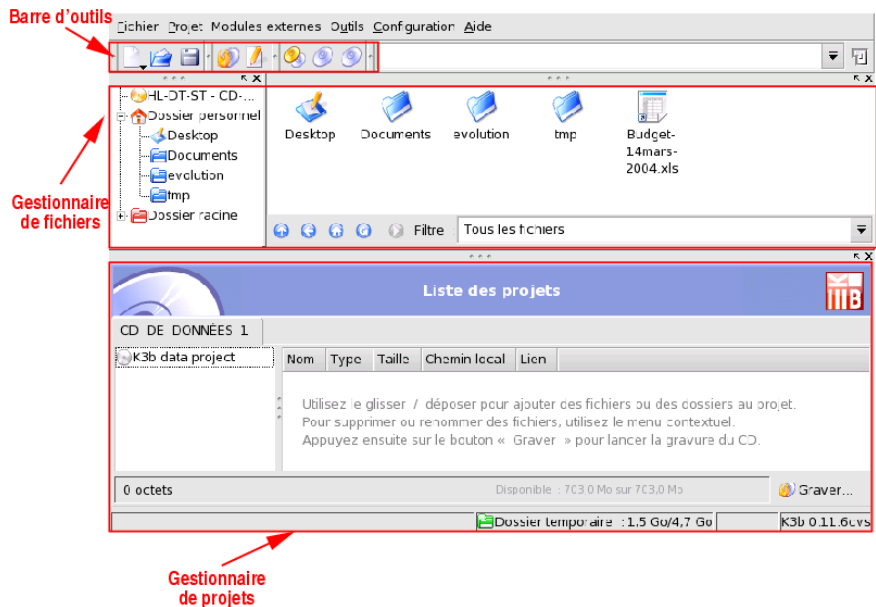 Barre d'outils
Fichier Projet Modules externes Outils Configuration Aide
HL-DT-ST - CD-...
Dossier personnel
Desktop
Documents
evolution
tmp
Dossier racine
Desktop
Documents
evolution
tmp
Budget-
14mars-
2004.xls
Filtre : Tous les fichiers
Gestionnaire
de fichiers
Liste des projets
K3B
CD DE DONNÉES 1
K3b data project
Nom Type Taille Chemin local Lien
Utilisez le glisser / déposer pour ajouter des fichiers ou des dossiers au projet.
Pour supprimer ou renommer des fichiers, utilisez le menu contextuel.
Appuyez ensuite sur le bouton « Graver » pour lancer la gravure du CD.
0 octets
Disponible : 703,0 Mo sur 703,0 Mo
Graver...
Dossier temporaire : 1,5 Go/4,7 Go
K3b 0.11.6cvs
Gestionnaire
de projets